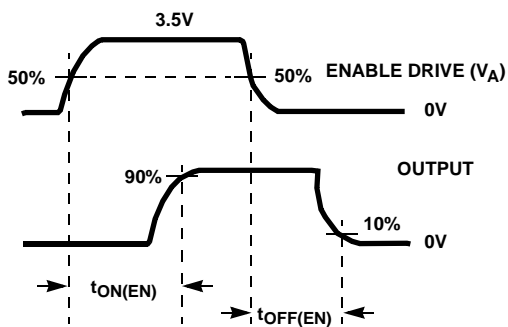 3.5V
50%
50%
ENABLE DRIVE (VA)
0V
OUTPUT
90%
10%
0V
tON(EN)
tOFF(EN)